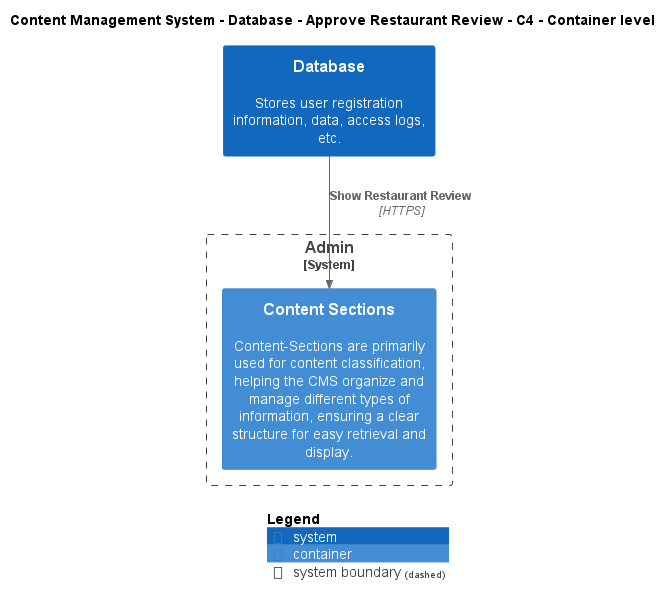 Content Management System - Database - Approve Restaurant Review - C4 - Container level
Database
Stores user registration
information, data, access logs,
etc.
Show Restaurant Review
[HTTPS]
Admin
[System]
Content Sections
Content-Sections are primarily
used for content classification,
helping the CMS organize and
manage different types of
information, ensuring a clear
structure for easy retrieval and
display.
Legend
system
container
system boundary (dashed)